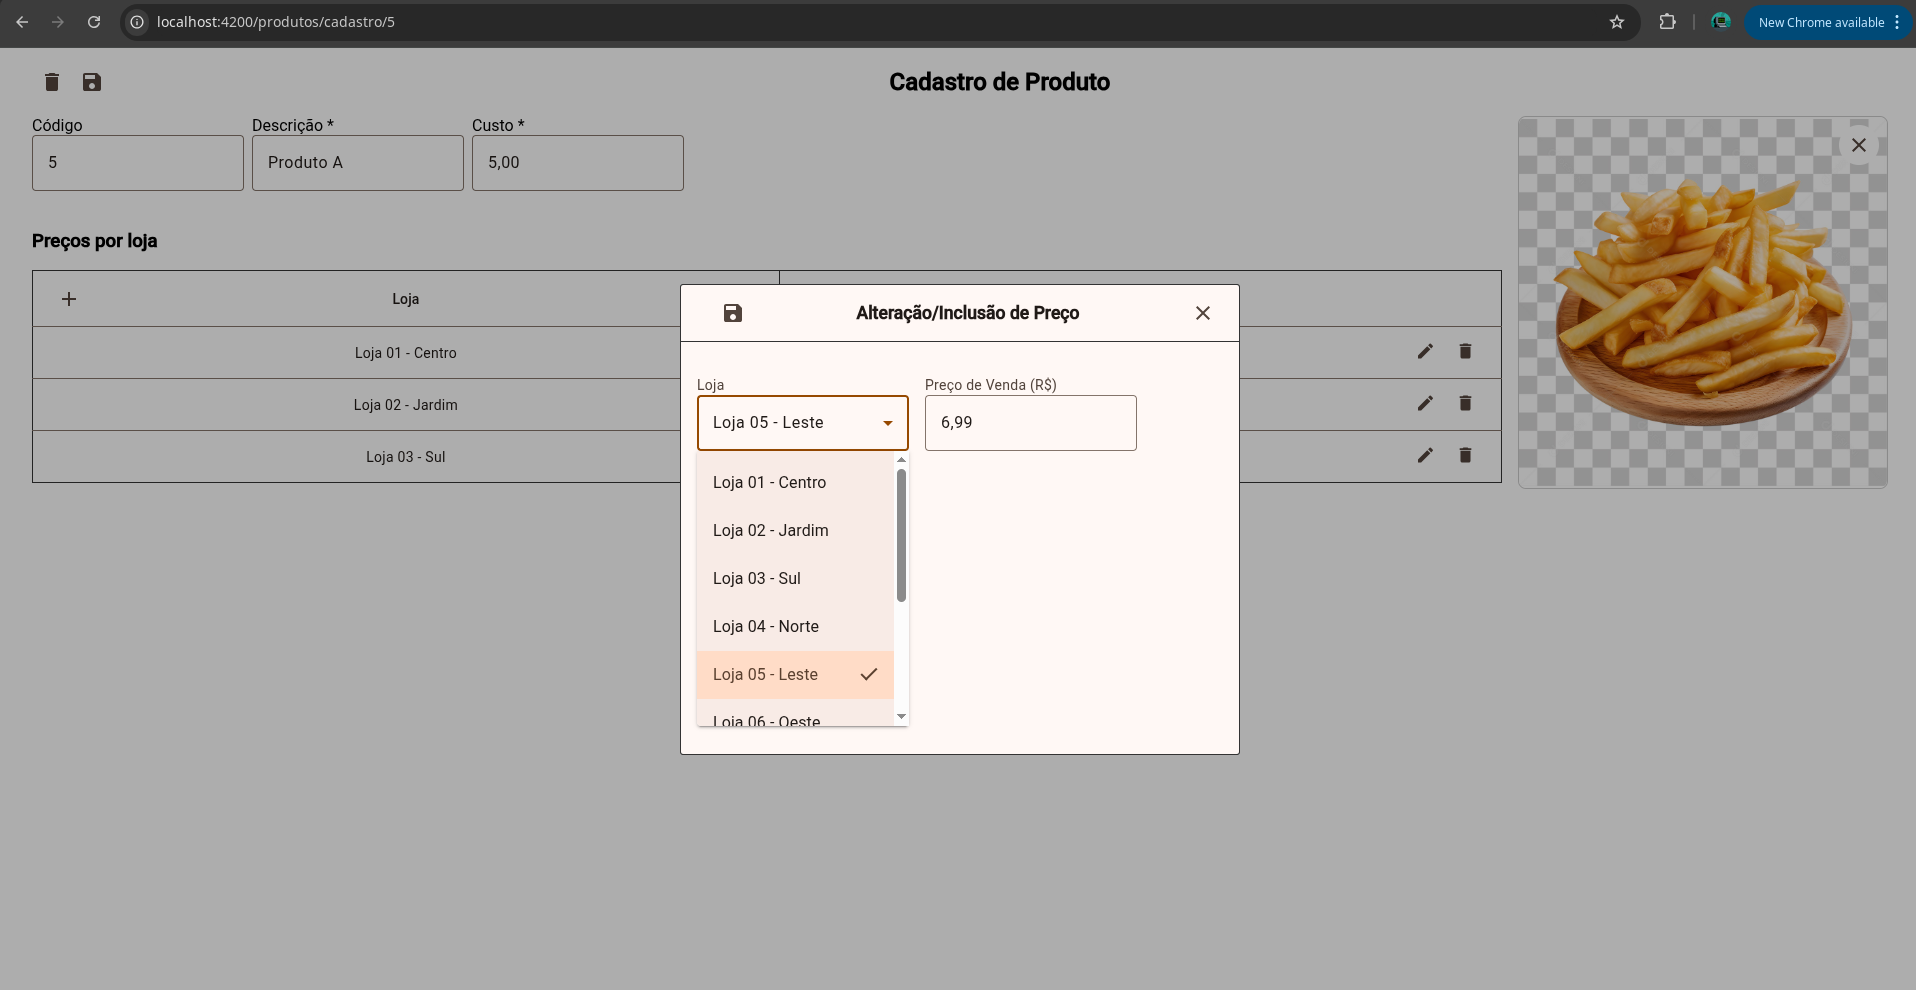 localhost:4200/produtos/cadastro/5
New Chrome available
Cadastro de Produto
Código
Descrição *
Custo *
5
Produto A
5,00
Preços por loja
Loja
Loja 01 - Centro
Loja 02 - Jardim
Loja 03 - Sul
Alteração/Inclusão de Preço
Loja
Preço de Venda (R$)
Loja 05 - Leste
6,99
Loja 01 - Centro
Loja 02 - Jardim
Loja 03 - Sul
Loja 04 - Norte
Loja 05 - Leste
Loja 06 - Oeste